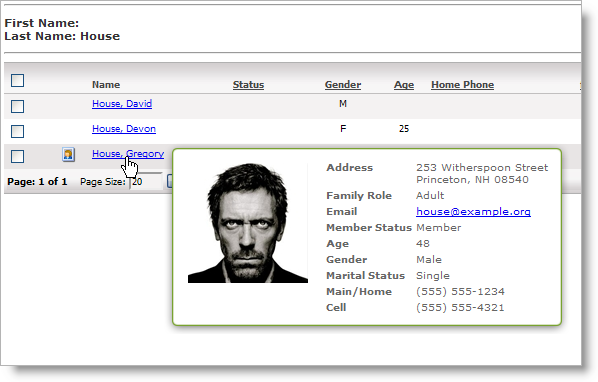 First Name:
Last Name: House
Name Status Gender Age Home Phone
House, David M
House, Devon F 25
House, Gregory
Page: 1 of 1 Page Size: 20
Address 253 Witherspoon Street
Princeton, NH 08540
Family Role Adult
Email house@example.org
Member Status Member
Age 48
Gender Male
Marital Status Single
Main/Home (555) 555-1234
Cell (555) 555-4321